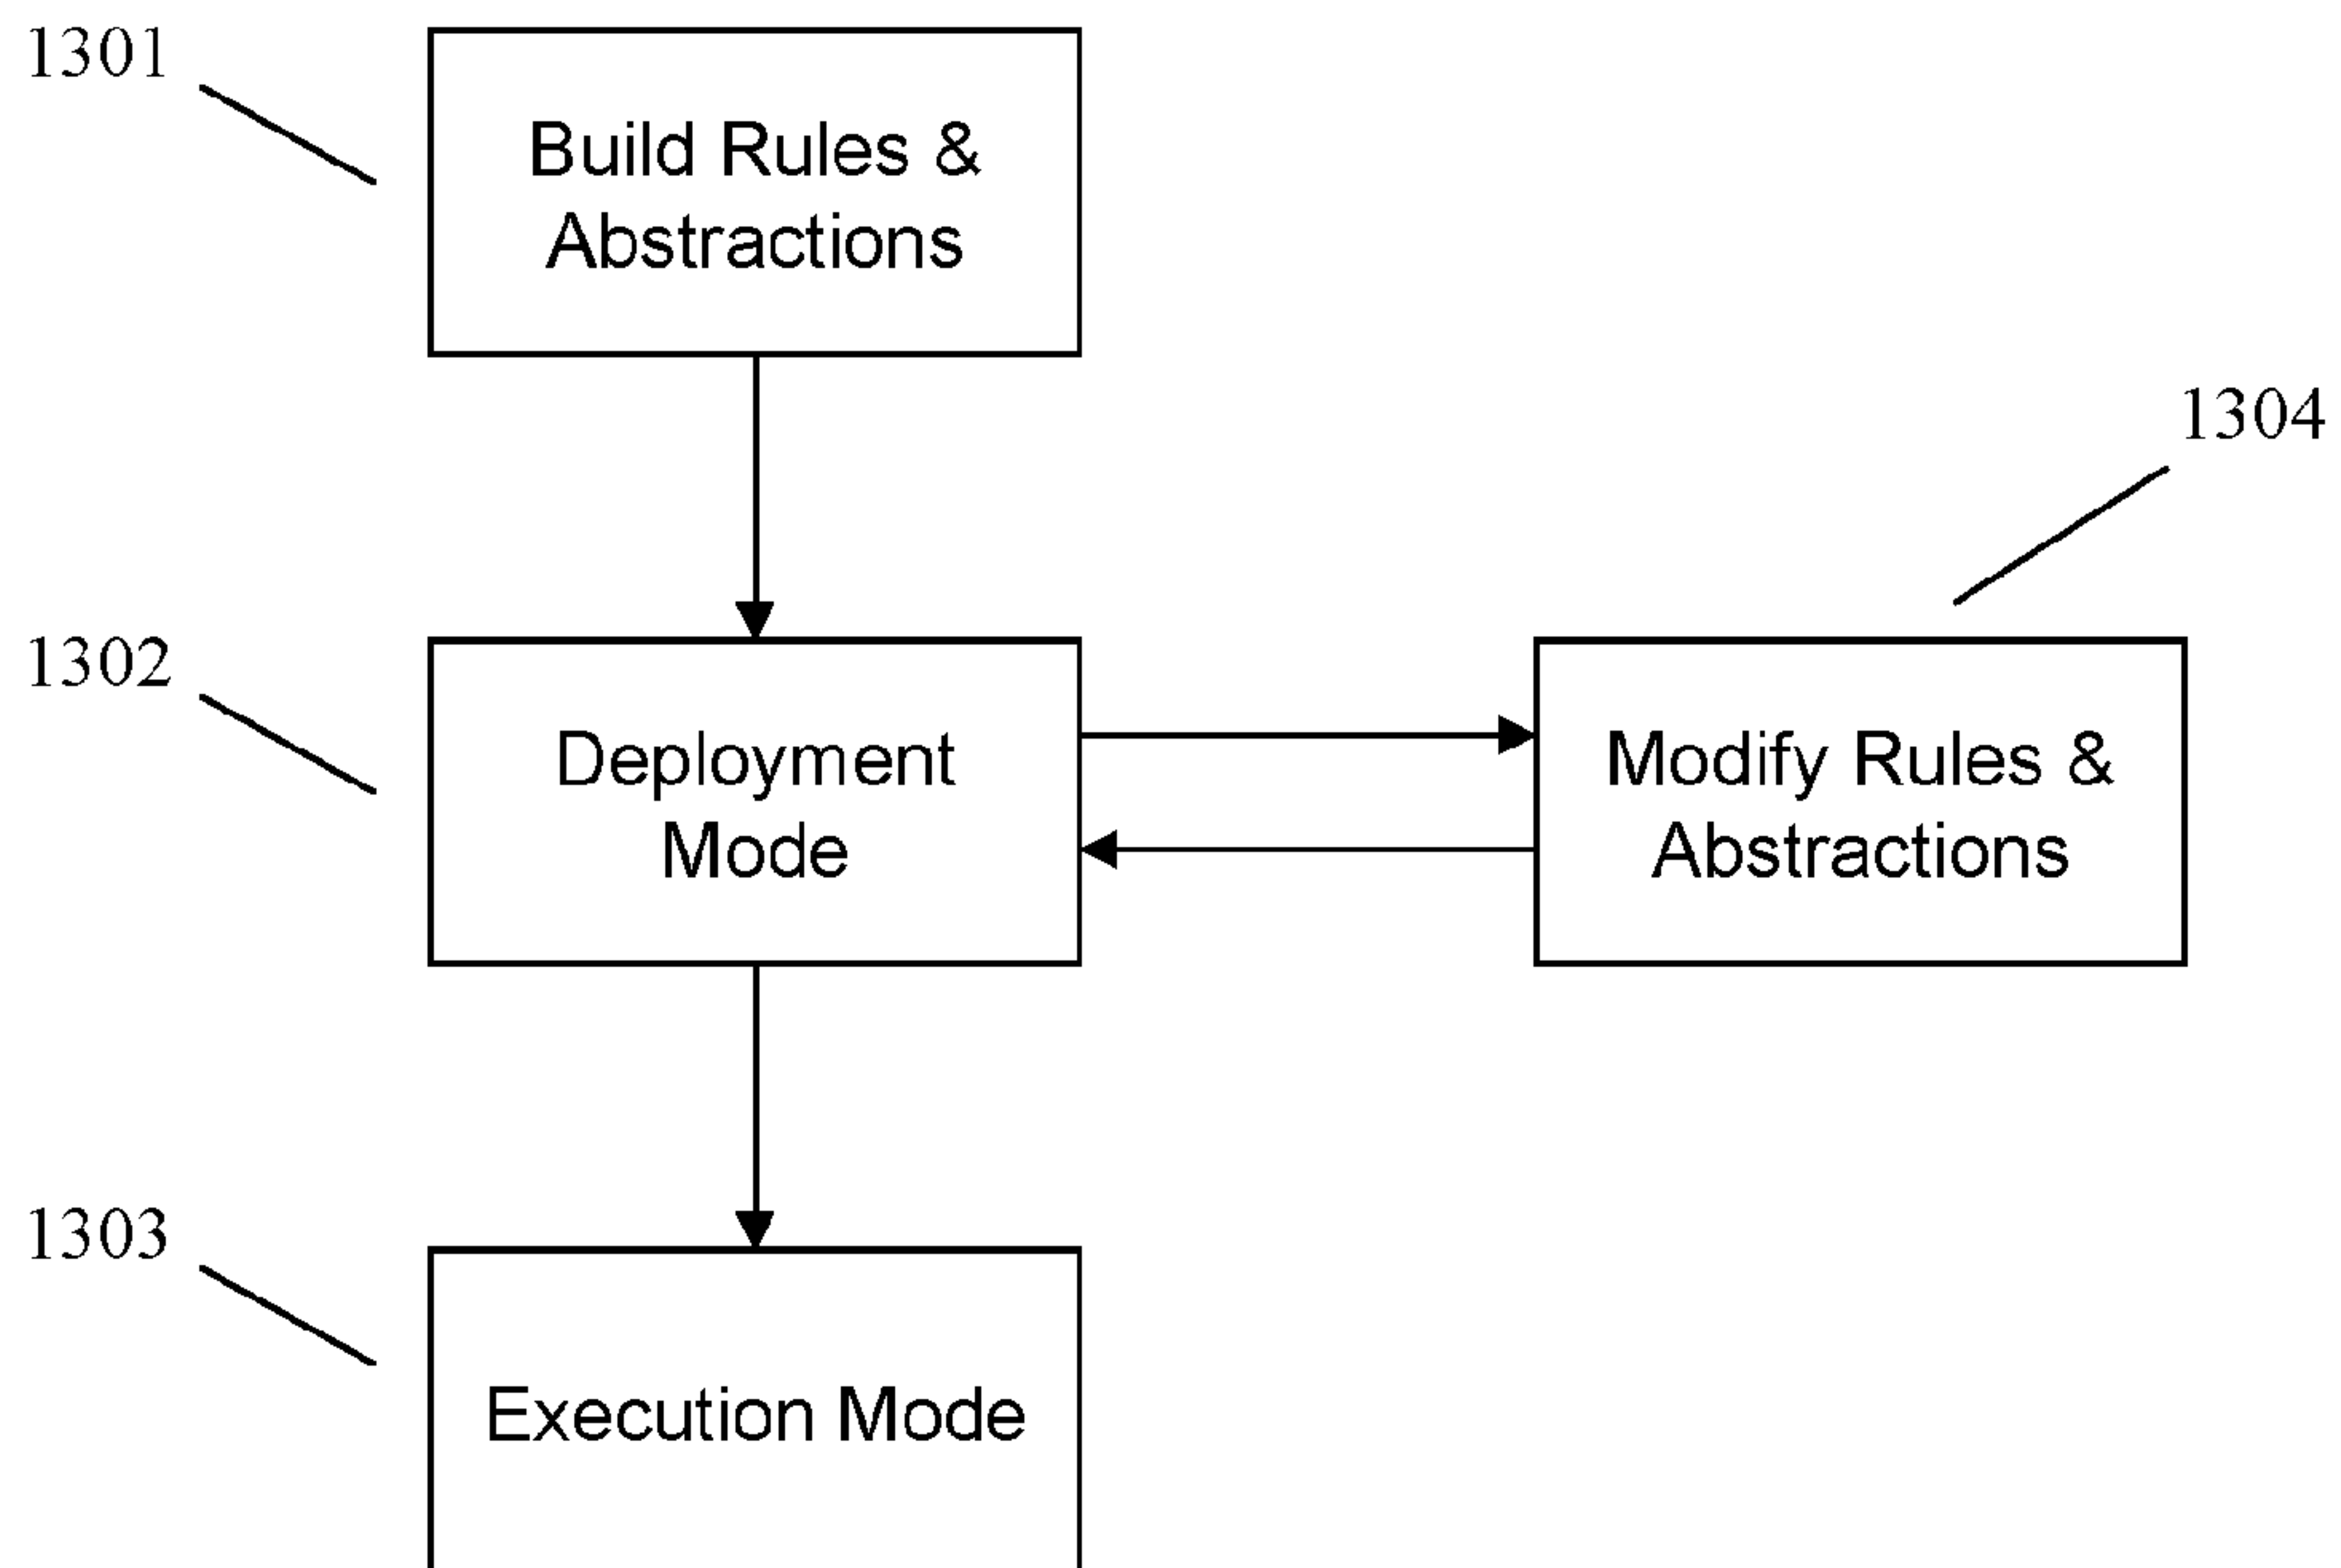 1301
Build Rules &
Abstractions
1304
1302
Deployment
Mode
Modify Rules &
Abstractions
1303
Execution Mode